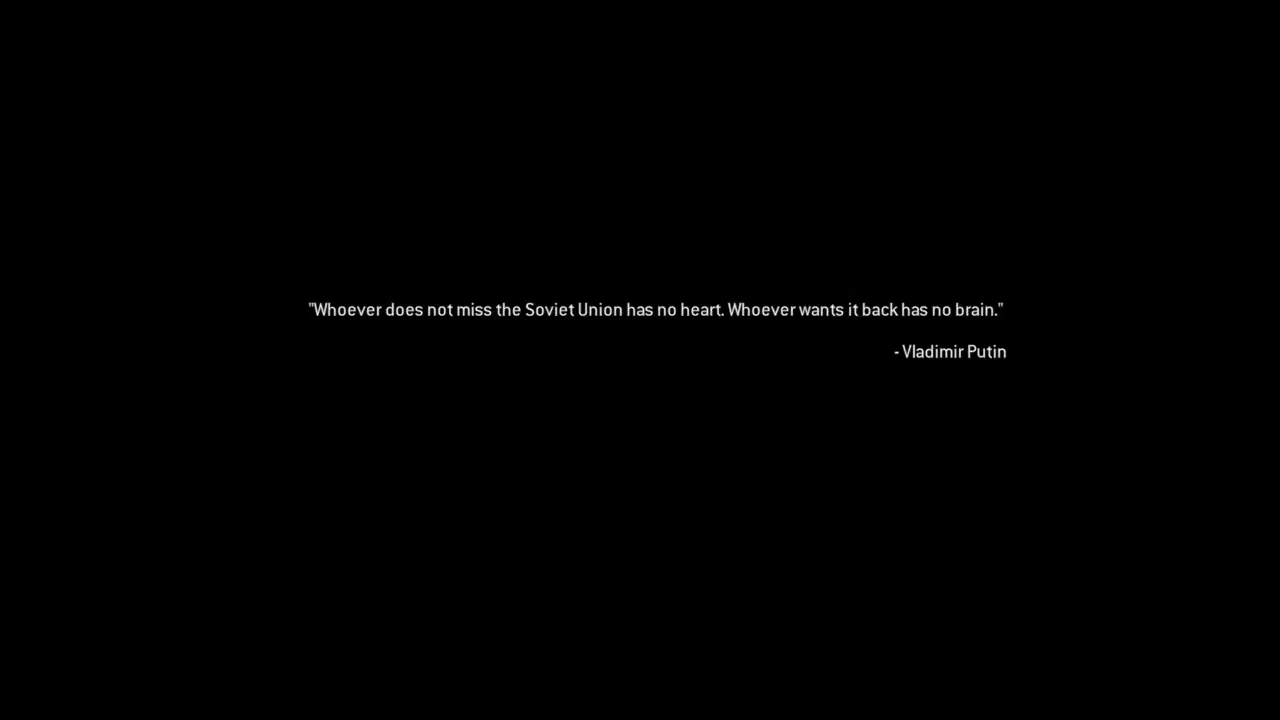 "Whoever does not miss the Soviet Union has no heart. Whoever wants it back has no brain."
- Vladimir Putin